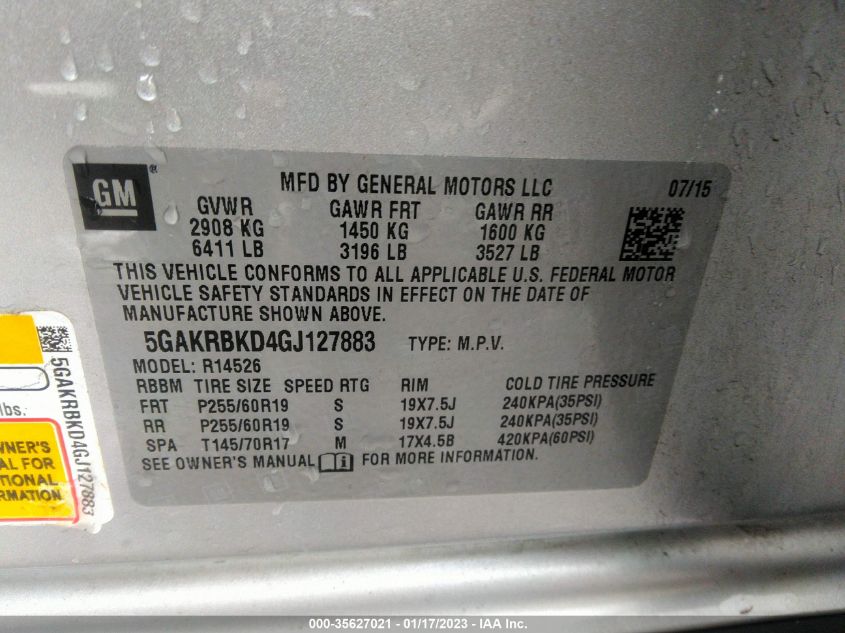 GM
MFD BY GENERAL MOTORS LLC 07/15
GVWR GAWR FRT GAWR RR
2908 KG 1450 KG 1600 KG
6411 LB 3196 LB 3527 LB
THIS VEHICLE CONFORMS TO ALL APPLICABLE U.S. FEDERAL MOTOR
VEHICLE SAFETY STANDARDS IN EFFECT ON THE DATE OF
MANUFACTURE SHOWN ABOVE.
5GAKRBKD4GJ127883 TYPE: M.P.V.
MODEL: R14526
RBBM TIRE SIZE SPEED RTG RIM COLD TIRE PRESSURE
FRT P255/60R19 S 19X7.5J 240KPA(35PSI)
RR P255/60R19 S 19X7.5J 240KPA(35PSI)
SPA T145/70R17 M 17X4.5B 420KPA(60PSI)
SEE OWNER'S MANUAL FOR MORE INFORMATION.
5GAKRBKD4GJ127883
lbs.
WNER'S
AL FOR
TIONAL
RMATION
000-35627021 - 01/17/2023 - IAA Inc.